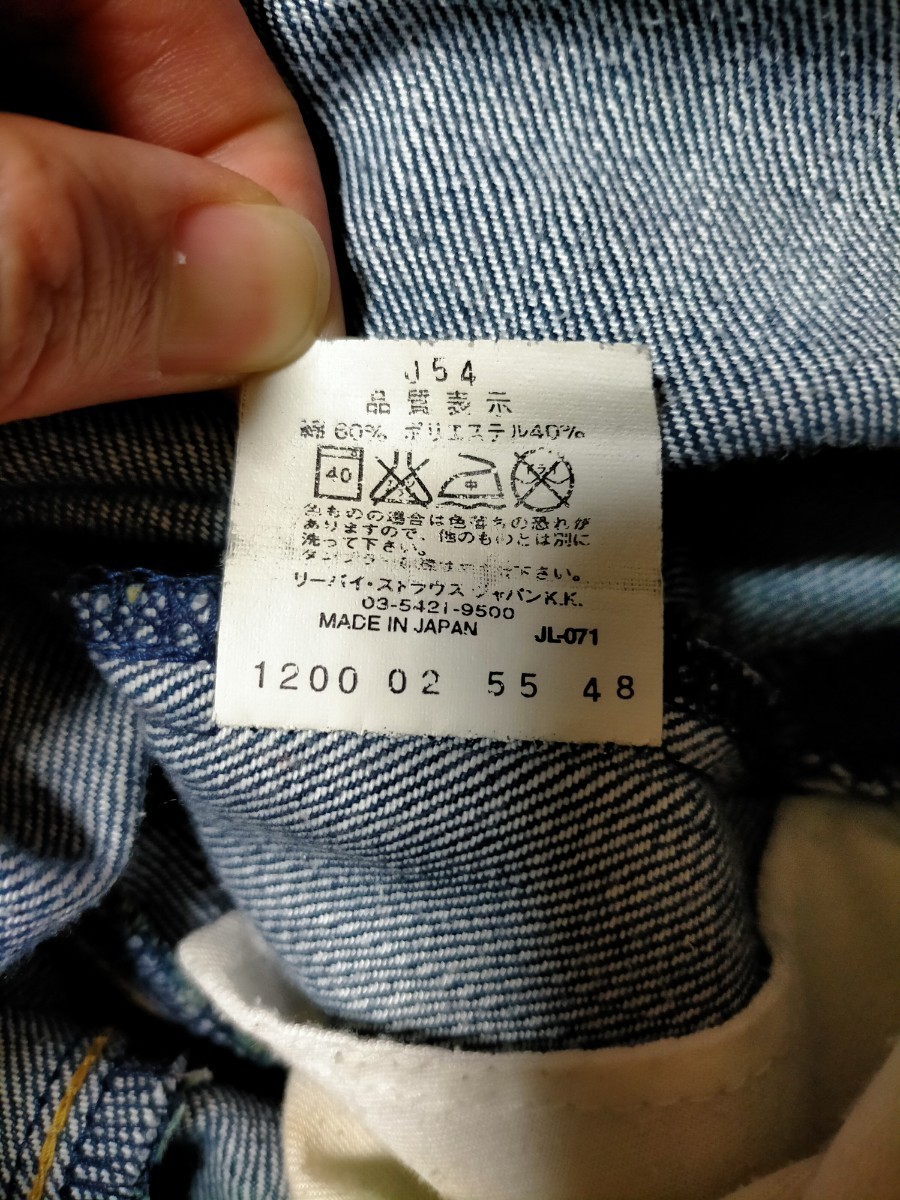 J54
品質表示
綿 60% ポリエステル40%
40 中
色ものの場合は色落ちの恐れが
ありますので、他のものとは別に
洗って下さい。
下さい。
リーバイ・ストラウス ジャパンK.K.
03-5421-9500
MADE IN JAPAN JL-071
1200 02 55 48